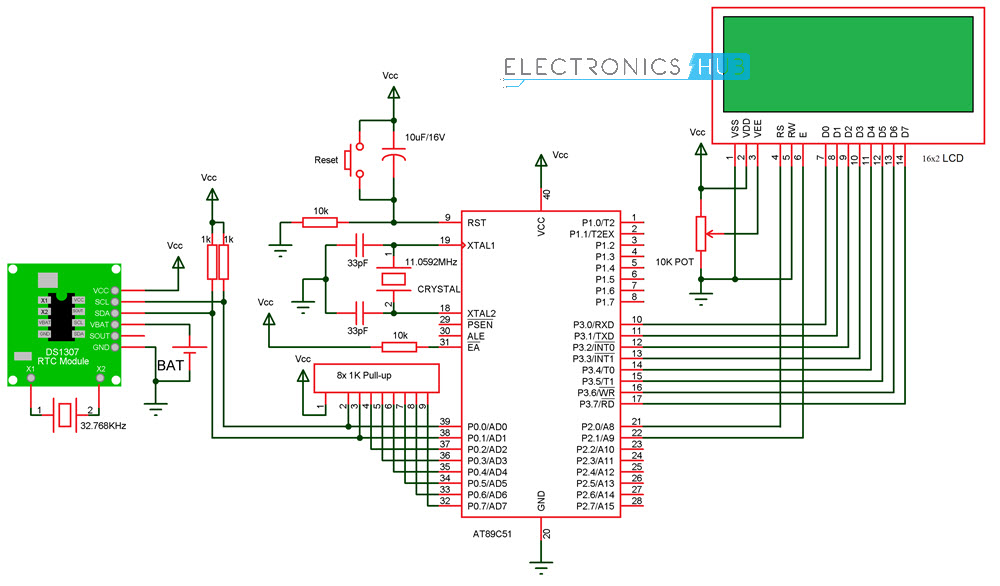 ELECTRONICS HUB
Vcc
10uF/16V
Reset
10k
33pF
11.0592MHz
CRYSTAL
1
2
33pF
Vcc
10k
Vcc
8x 1K Pull-up
1 2 3 4 5 6 7 8 9
Vcc
1k 1k
Vcc
VCC
SCL
SDA
VBAT
SOUT
GND
X1 VCC
X2 SOUT
VBAT SCL
GND SDA
DS1307
RTC Module
X1 X2
BAT
1 2
32.768KHz
Vcc
40
VCC
9 RST
19 XTAL1
18 XTAL2
29 PSEN
30 ALE
31 EA
39 P0.0/AD0
38 P0.1/AD1
37 P0.2/AD2
36 P0.3/AD3
35 P0.4/AD4
34 P0.5/AD5
33 P0.6/AD6
32 P0.7/AD7
P1.0/T2 1
P1.1/T2EX 2
P1.2 3
P1.3 4
P1.4 5
P1.5 6
P1.6 7
P1.7 8
P3.0/RXD 10
P3.1/TXD 11
P3.2/INT0 12
P3.3/INT1 13
P3.4/T0 14
P3.5/T1 15
P3.6/WR 16
P3.7/RD 17
P2.0/A8 21
P2.1/A9 22
P2.2/A10 23
P2.3/A11 24
P2.4/A12 25
P2.5/A13 26
P2.6/A14 27
P2.7/A15 28
GND
20
AT89C51
Vcc
10K POT
VSS VDD VEE RS RW E D0 D1 D2 D3 D4 D5 D6 D7
1 2 3 4 5 6 7 8 9 10 11 12 13 14
16x2 LCD